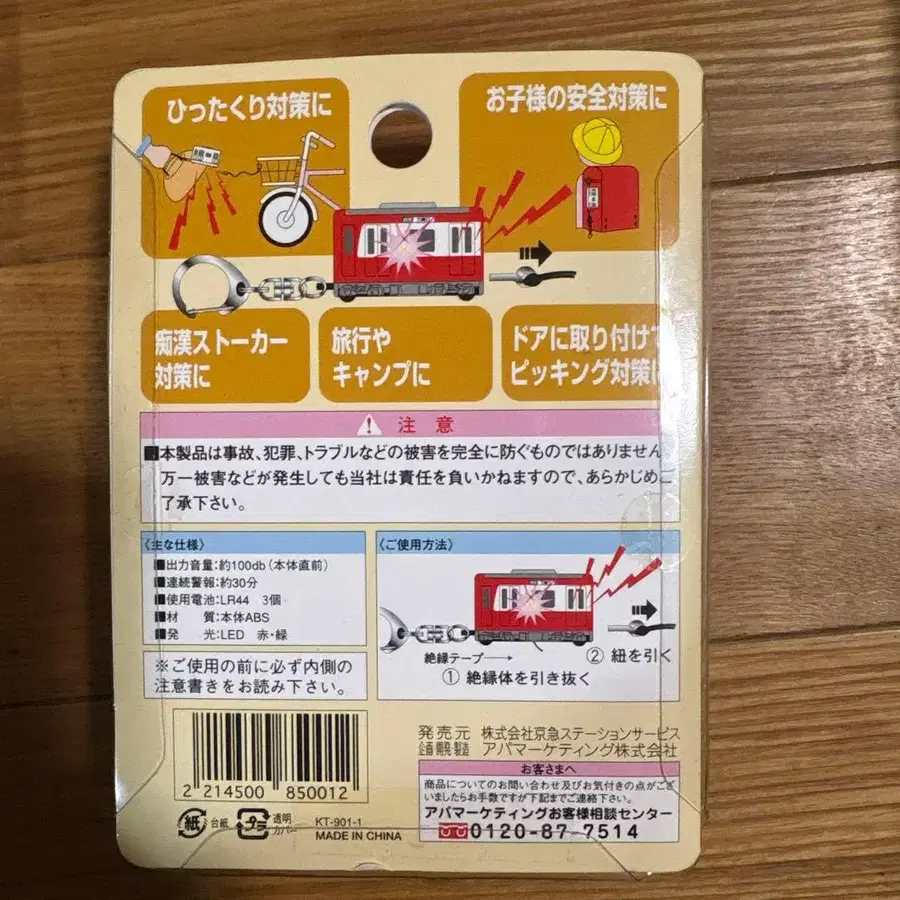 ひったくり対策に
お子様の安全対策に
痴漢ストーカー
対策に
旅行や
キャンプに
ドアに取り付けて
ピッキング対策に
注意
■本製品は事故、犯罪、トラブルなどの被害を完全に防ぐものではありません。
万一被害などが発生しても当社は責任を負いかねますので、あらかじめご
了承下さい。
〈主な仕様〉
■出力音量:約100db(本体直前)
■連続警報:約30分
■使用電池:LR44 3個
■材 質:本体ABS
■発 光:LED 赤・緑
※ご使用の前に必ず内側の
注意書きをお読み下さい。
〈ご使用方法〉
絶縁テープ
② 紐を引く
① 絶縁体を引き抜く
2 214500 850012
紙 台紙 プラ 透明カバー
KT-901-1
MADE IN CHINA
発売元 株式会社京急ステーションサービス
企画・開発・製造 アパマーケティング株式会社
お客さまへ
商品についてのお問い合わせ及びお気付きの点がござ
いましたらお手数ですが下記までご連絡下さい。
アパマーケティングお客様相談センター
0120-87-7514